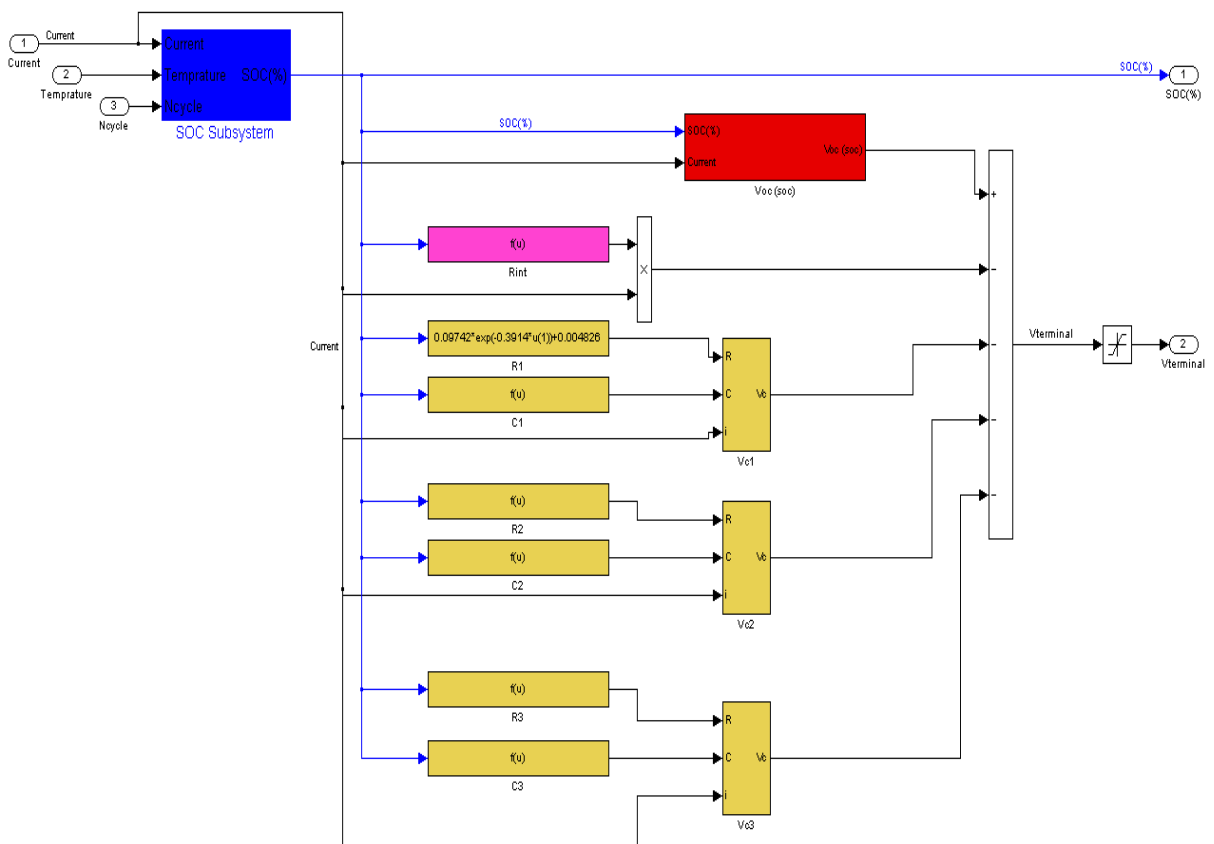 1
Current
Current
2
Temprature
3
Ncycle
Current
Temprature
Ncycle
SOC(%)
SOC Subsystem
SOC(%)
1
SOC(%)
SOC(%)
SOC(%)
Current
Voc (soc)
Voc (soc)
+
-
-
-
-
f(u)
Rint
X
Current
0.09742*exp(-0.3914*u(1))+0.004826
R1
f(u)
C1
R
C
i
Vc
Vc1
Vterminal
2
Vterminal
f(u)
R2
f(u)
C2
R
C
i
Vc
Vc2
f(u)
R3
f(u)
C3
R
C
i
Vc
Vc3